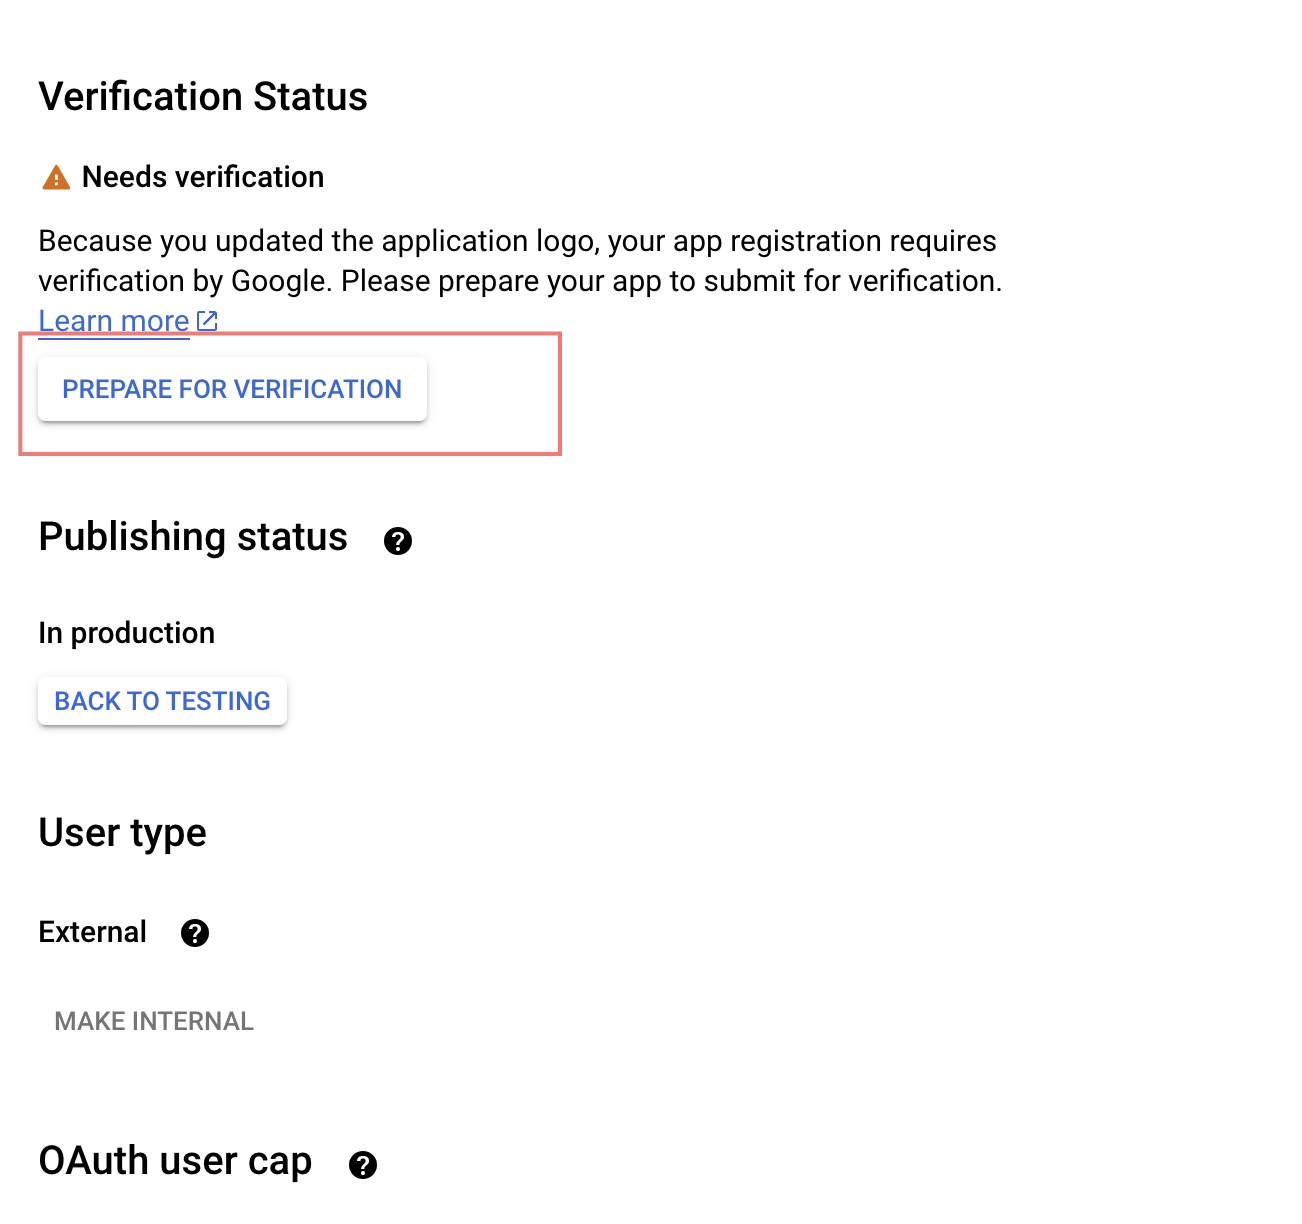 Verification Status
Needs verification
Because you updated the application logo, your app registration requires
verification by Google. Please prepare your app to submit for verification.
Learn more
PREPARE FOR VERIFICATION
Publishing status
In production
BACK TO TESTING
User type
External
MAKE INTERNAL
OAuth user cap